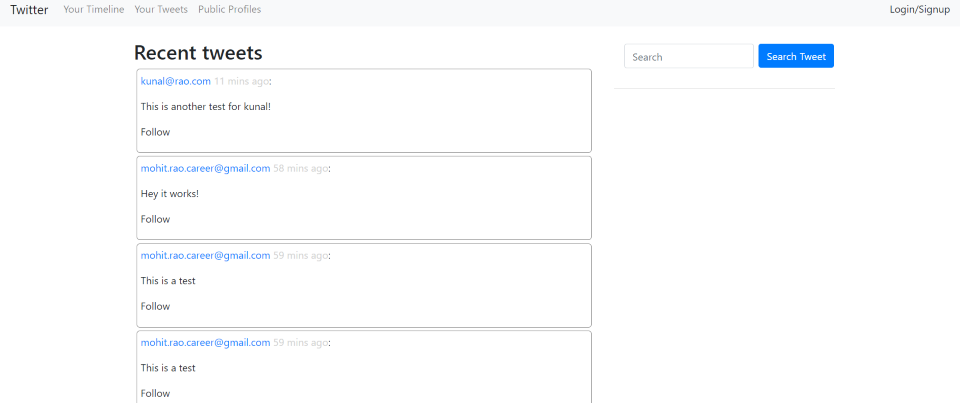 Twitter Your Timeline Your Tweets Public Profiles Login/Signup
Recent tweets
Search Search Tweet
kunal@rao.com 11 mins ago:
This is another test for kunal!
Follow
mohit.rao.career@gmail.com 58 mins ago:
Hey it works!
Follow
mohit.rao.career@gmail.com 59 mins ago:
This is a test
Follow
mohit.rao.career@gmail.com 59 mins ago:
This is a test
Follow